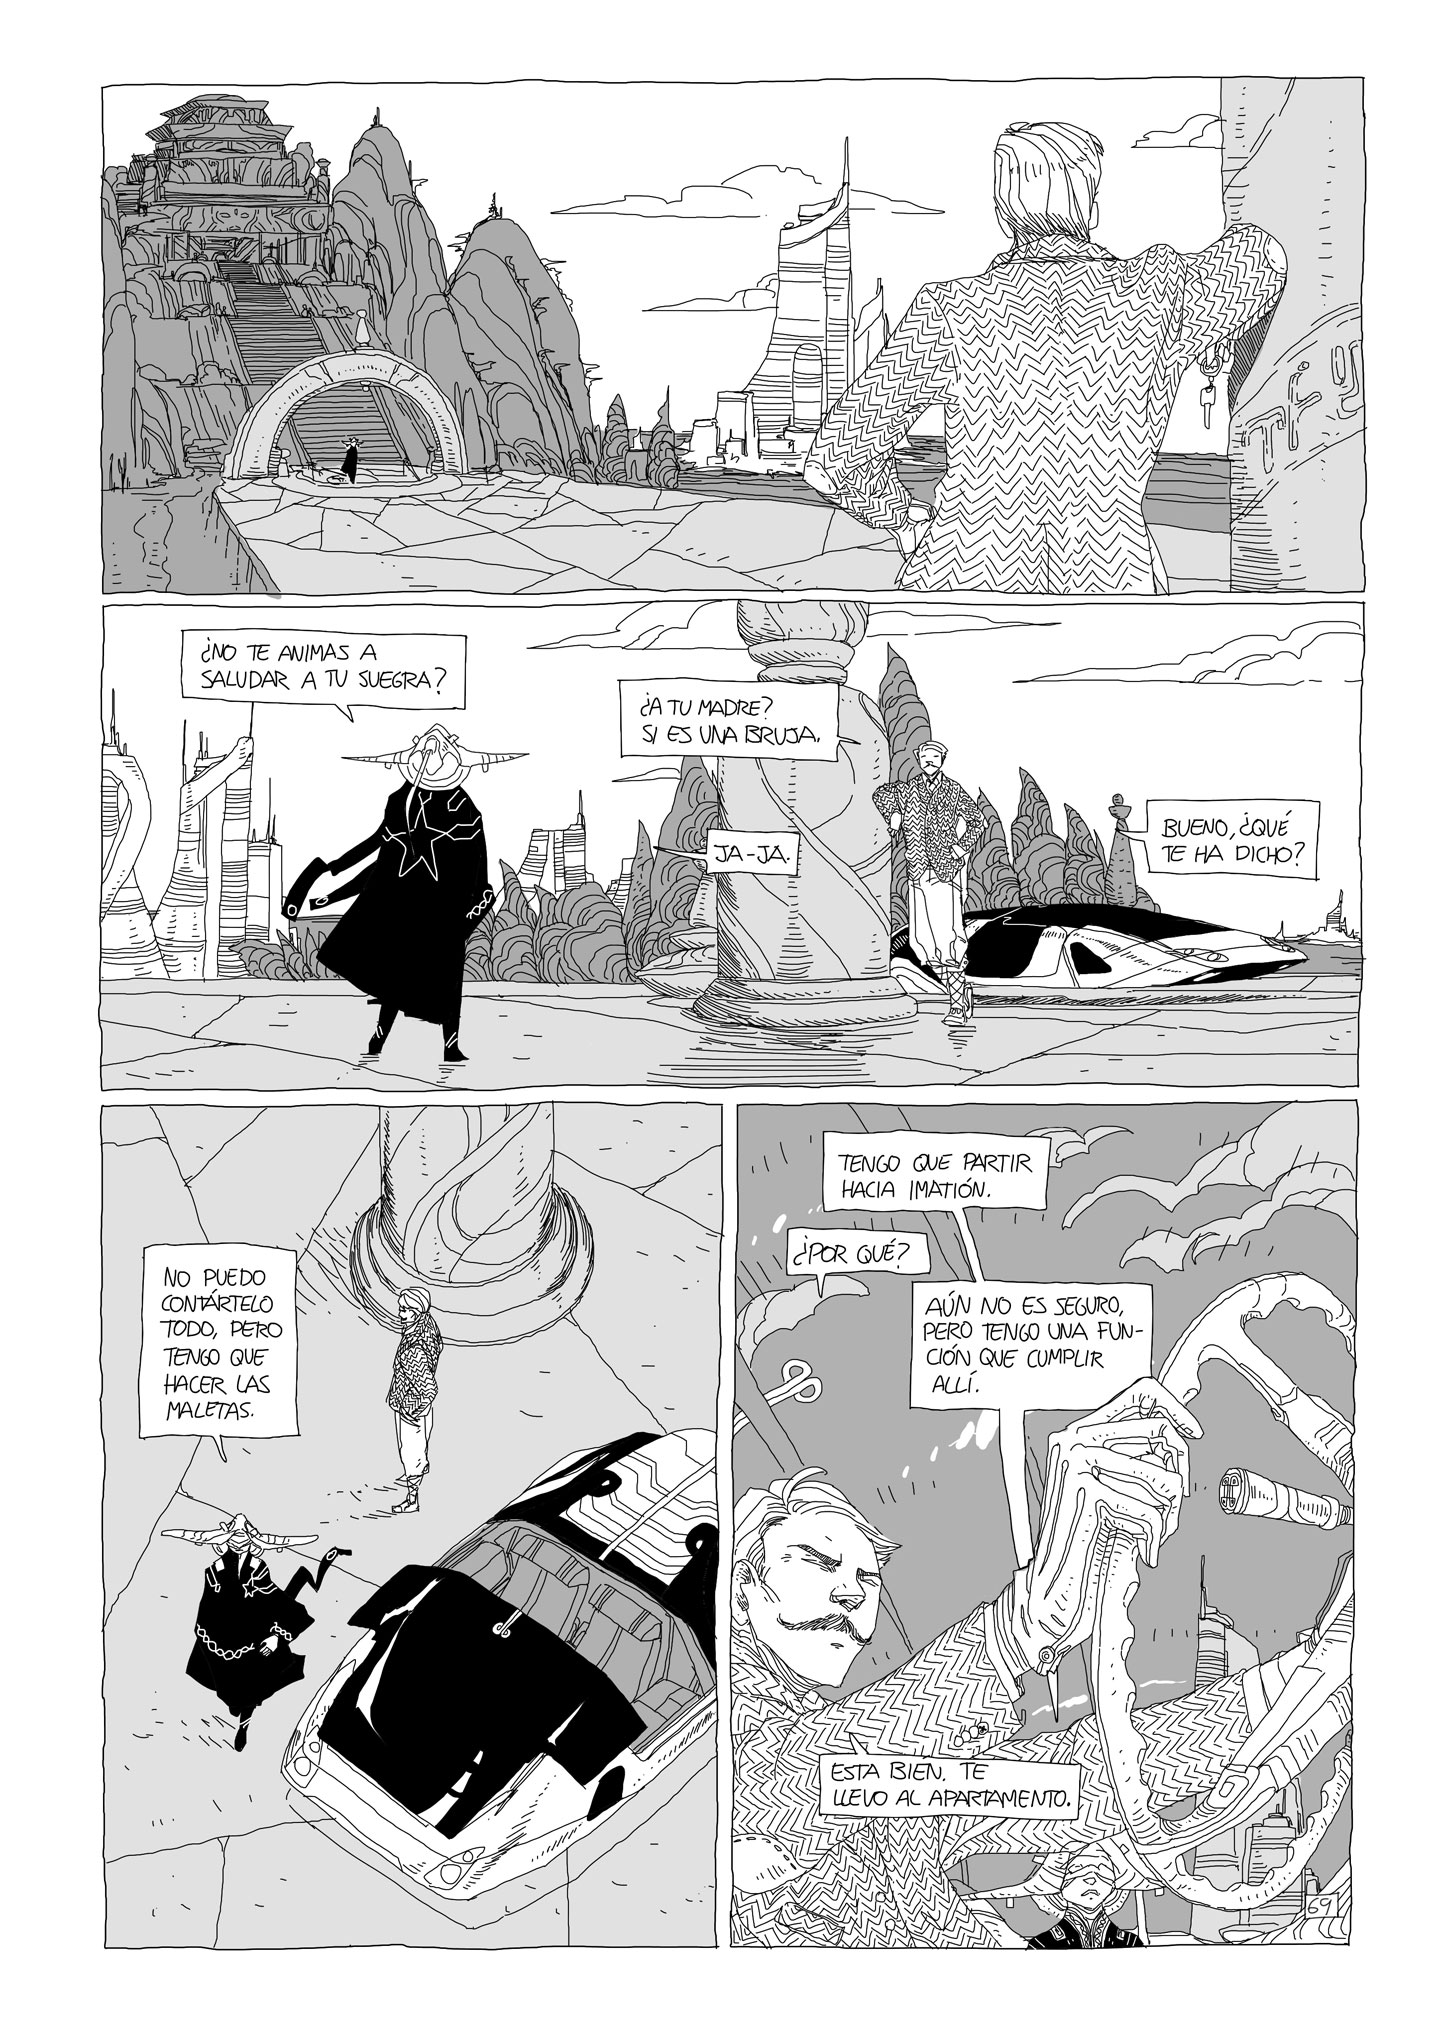 ¿NO TE ANIMAS A
SALUDAR A TU SUEGRA?
¿A TU MADRE?
SI ES UNA BRUJA.
JA-JA.
BUENO, ¿QUÉ
TE HA DICHO?
NO PUEDO
CONTÁRTELO
TODO, PERO
TENGO QUE
HACER LAS
MALETAS.
TENGO QUE PARTIR
HACIA IMATIÓN.
¿POR QUÉ?
AÚN NO ES SEGURO,
PERO TENGO UNA FUN-
CIÓN QUE CUMPLIR
ALLÍ.
ESTA BIÉN. TE
LLEVO AL APARTAMENTO.
69